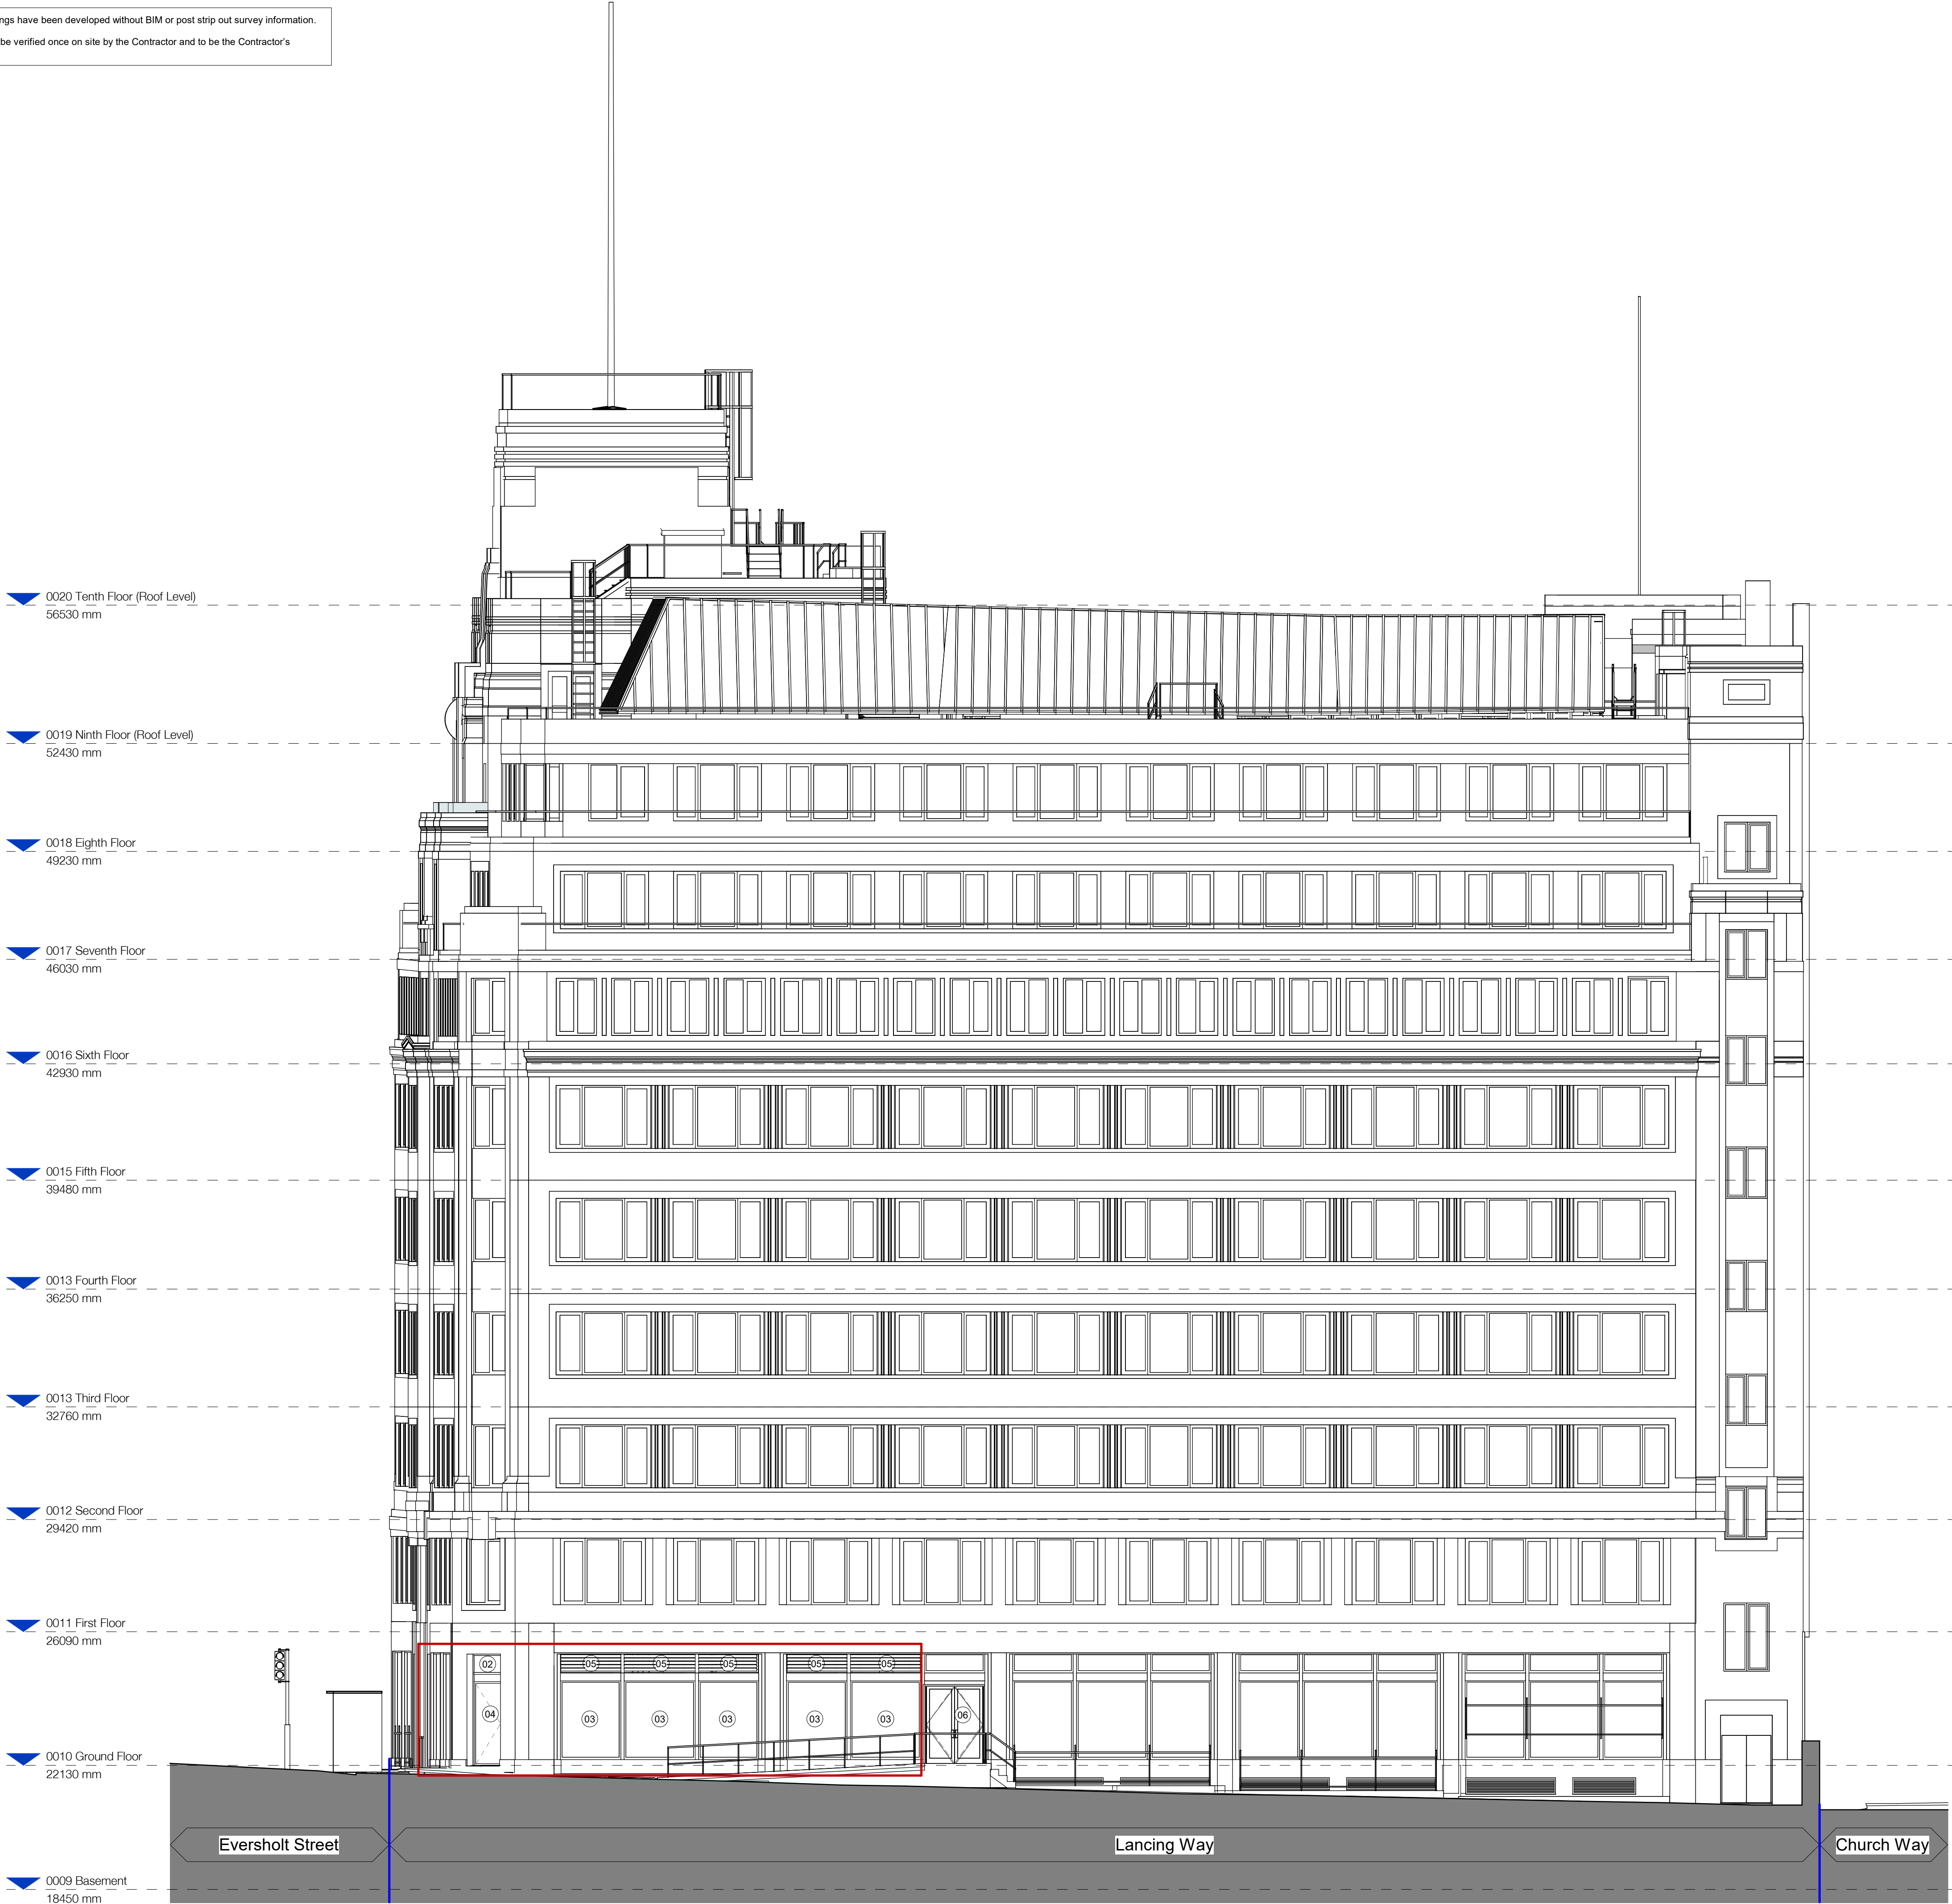 ngs have been developed without BIM or post strip out survey information.
be verified once on site by the Contractor and to be the Contractor's
0020 Tenth Floor (Roof Level)
56530 mm
0019 Ninth Floor (Roof Level)
52430 mm
0018 Eighth Floor
49230 mm
0017 Seventh Floor
46030 mm
0016 Sixth Floor
42930 mm
0015 Fifth Floor
39480 mm
0013 Fourth Floor
36250 mm
0013 Third Floor
32760 mm
0012 Second Floor
29420 mm
0011 First Floor
26090 mm
02 05 05 05 05 05
04 03 03 03 03 03 06
0010 Ground Floor
22130 mm
Eversholt Street Lancing Way Church Way
0009 Basement
18450 mm